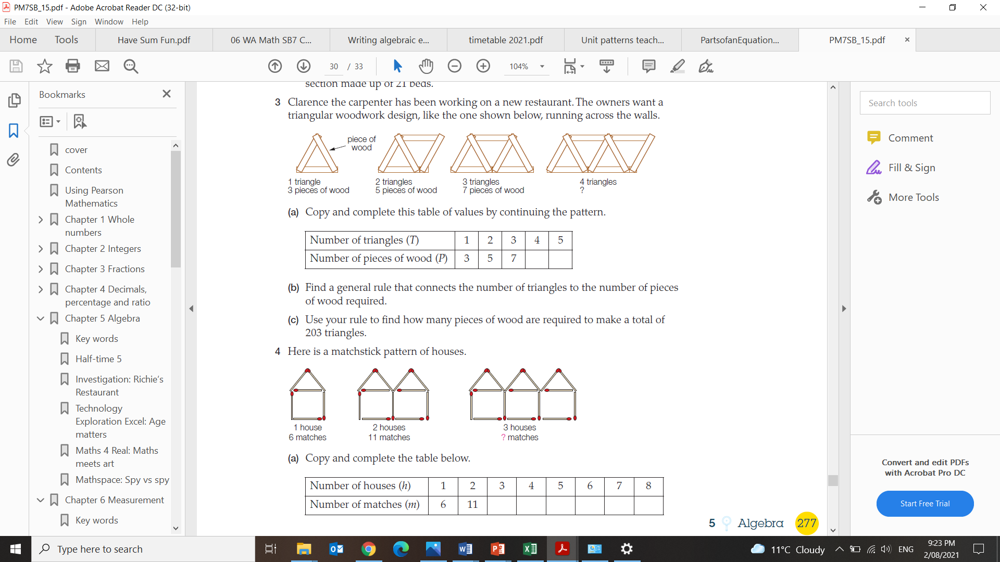 PM7SB_15.pdf - Adobe Acrobat Reader DC (32-bit)
File Edit View Sign Window Help
Home Tools Have Sum Fun.pdf 06 WA Math SB7 C... Writing algebraic e... timetable 2021.pdf Unit patterns teach... PartsofanEquation... PM7SB_15.pdf
30 / 33 104%
Bookmarks
cover
Contents
Using Pearson
Mathematics
Chapter 1 Whole
numbers
Chapter 2 Integers
Chapter 3 Fractions
Chapter 4 Decimals,
percentage and ratio
Chapter 5 Algebra
Key words
Half-time 5
Investigation: Richie's
Restaurant
Technology
Exploration Excel: Age
matters
Maths 4 Real: Maths
meets art
Mathspace: Spy vs spy
Chapter 6 Measurement
Key words
section made up of 21 beds.
3 Clarence the carpenter has been working on a new restaurant. The owners want a
triangular woodwork design, like the one shown below, running across the walls.
piece of
wood
1 triangle
3 pieces of wood
2 triangles
5 pieces of wood
3 triangles
7 pieces of wood
4 triangles
?
(a) Copy and complete this table of values by continuing the pattern.
Number of triangles (T) 1 2 3 4 5
Number of pieces of wood (P) 3 5 7
(b) Find a general rule that connects the number of triangles to the number of pieces
of wood required.
(c) Use your rule to find how many pieces of wood are required to make a total of
203 triangles.
4 Here is a matchstick pattern of houses.
1 house
6 matches
2 houses
11 matches
3 houses
? matches
(a) Copy and complete the table below.
Number of houses (h) 1 2 3 4 5 6 7 8
Number of matches (m) 6 11
5 Algebra 277
Search tools
Comment
Fill & Sign
More Tools
Convert and edit PDFs
with Acrobat Pro DC
Start Free Trial
Type here to search
11°C Cloudy
ENG
9:23 PM
2/08/2021